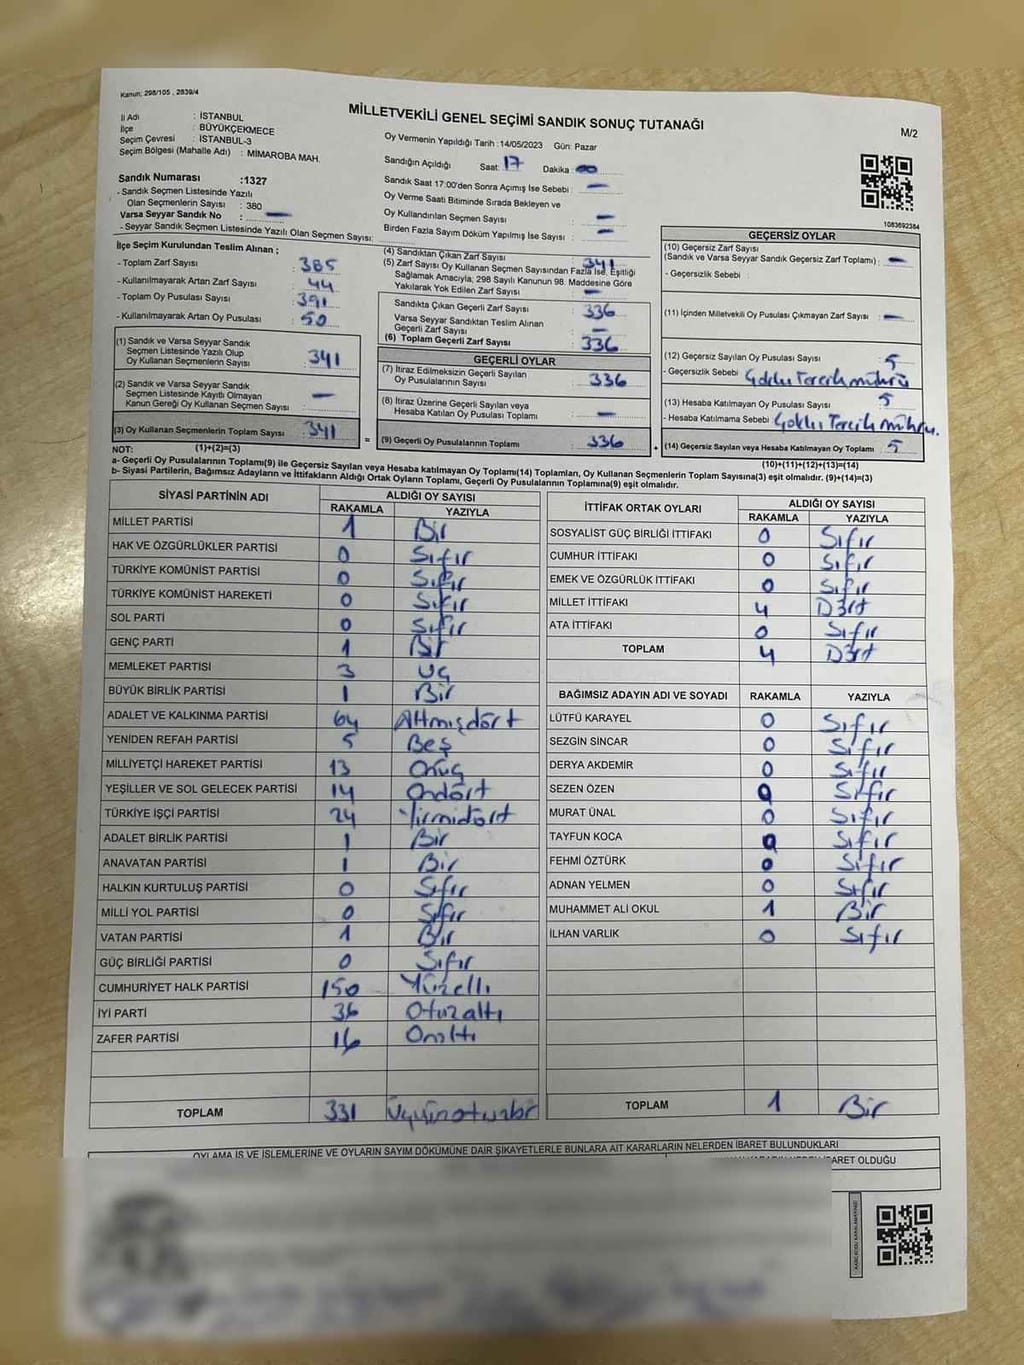 Kanun; 298/105 , 2839/4
MİLLETVEKİLİ GENEL SEÇİMİ SANDIK SONUÇ TUTANAĞI
M/2
İl Adı : İSTANBUL
İlçe : BÜYÜKÇEKMECE
Seçim Çevresi : İSTANBUL-3
Seçim Bölgesi (Mahalle Adı) : MİMAROBA MAH.
Sandık Numarası :1327
- Sandık Seçmen Listesinde Yazılı
Olan Seçmenlerin Sayısı : 380
Varsa Seyyar Sandık No : —
- Seyyar Sandık Seçmen Listesinde Yazılı Olan Seçmen Sayısı:
Oy Vermenin Yapıldığı Tarih :14/05/2023 Gün: Pazar
Sandığın Açıldığı Saat: 17 Dakika: 00
Sandık Saat 17:00'den Sonra Açımış İse Sebebi : —
Oy Verme Saati Bitiminde Sırada Bekleyen ve
Oy Kullandırılan Seçmen Sayısı : —
Birden Fazla Sayım Döküm Yapılmış İse Sayısı : —
1083692384
İlçe Seçim Kurulundan Teslim Alınan ;
- Toplam Zarf Sayısı : 385
- Kullanılmayarak Artan Zarf Sayısı : 44
- Toplam Oy Pusulası Sayısı : 391
- Kullanılmayarak Artan Oy Pusulası : 50
(1) Sandık ve Varsa Seyyar Sandık
Seçmen Listesinde Yazılı Olup
Oy Kullanan Seçmenlerin Sayısı : 341
(2) Sandık ve Varsa Seyyar Sandık
Seçmen Listesinde Kayıtlı Olmayan
Kanun Gereği Oy Kullanan Seçmen Sayısı : —
(3) Oy Kullanan Seçmenlerin Toplam Sayısı : 341
(4) Sandıktan Çıkan Zarf Sayısı : 341
(5) Zarf Sayısı Oy Kullanan Seçmen Sayısından Fazla İse, Eşitliği
Sağlamak Amacıyla; 298 Sayılı Kanunun 98. Maddesine Göre
Yakılarak Yok Edilen Zarf Sayısı : —
Sandıkta Çıkan Geçerli Zarf Sayısı : 336
Varsa Seyyar Sandıktan Teslim Alınan
Geçerli Zarf Sayısı : —
(6) Toplam Geçerli Zarf Sayısı : 336
GEÇERLİ OYLAR
(7) İtiraz Edilmeksizin Geçerli Sayılan
Oy Pusulalarının Sayısı : 336
(8) İtiraz Üzerine Geçerli Sayılan veya
Hesaba Katılan Oy Pusulası Toplamı : —
= (9) Geçerli Oy Pusulalarının Toplamı : 336 +
GEÇERSİZ OYLAR
(10) Geçersiz Zarf Sayısı
(Sandık ve Varsa Seyyar Sandık Geçersiz Zarf Toplamı) : —
- Geçersizlik Sebebi :
(11) İçinden Milletvekili Oy Pusulası Çıkmayan Zarf Sayısı : —
(12) Geçersiz Sayılan Oy Pusulası Sayısı : 5
- Geçersizlik Sebebi : Çoklu Tercih mührü
(13) Hesaba Katılmayan Oy Pusulası Sayısı : 5
- Hesaba Katılmama Sebebi : Çoklu Tercih mührü.
(14) Geçersiz Sayılan veya Hesaba Katılmayan Oy Toplamı : 5
NOT: (1)+(2)=(3)
(10)+(11)+(12)+(13)=(14)
a- Geçerli Oy Pusulalarının Toplamı(9) ile Geçersiz Sayılan veya Hesaba katılmayan Oy Toplamı(14) Toplamları, Oy Kullanan Seçmenlerin Toplam Sayısına(3) eşit olmalıdır. (9)+(14)=(3)
b- Siyasi Partilerin, Bağımsız Adayların ve İttifakların Aldığı Ortak Oyların Toplamı, Geçerli Oy Pusulalarının Toplamına(9) eşit olmalıdır.
SİYASİ PARTİNİN ADI ALDIĞI OY SAYISI
RAKAMLA YAZIYLA
MİLLET PARTİSİ 1 Bir
HAK VE ÖZGÜRLÜKLER PARTİSİ 0 Sıfır
TÜRKİYE KOMÜNİST PARTİSİ 0 Sıfır
TÜRKİYE KOMÜNİST HAREKETİ 0 Sıfır
SOL PARTİ 0 Sıfır
GENÇ PARTİ 1 Bir
MEMLEKET PARTİSİ 3 Üç
BÜYÜK BİRLİK PARTİSİ 1 Bir
ADALET VE KALKINMA PARTİSİ 64 Altmışdört
YENİDEN REFAH PARTİSİ 5 Beş
MİLLİYETÇİ HAREKET PARTİSİ 13 Onüç
YEŞİLLER VE SOL GELECEK PARTİSİ 14 Ondört
TÜRKİYE İŞÇİ PARTİSİ 24 Yirmidört
ADALET BİRLİK PARTİSİ 1 Bir
ANAVATAN PARTİSİ 1 Bir
HALKIN KURTULUŞ PARTİSİ 0 Sıfır
MİLLİ YOL PARTİSİ 0 Sıfır
VATAN PARTİSİ 1 Bir
GÜÇ BİRLİĞİ PARTİSİ 0 Sıfır
CUMHURİYET HALK PARTİSİ 150 Yüzelli
İYİ PARTİ 36 Otuzaltı
ZAFER PARTİSİ 16 Onaltı
TOPLAM 331 Üçyüzotuzbir
İTTİFAK ORTAK OYLARI ALDIĞI OY SAYISI
RAKAMLA YAZIYLA
SOSYALİST GÜÇ BİRLİĞİ İTTİFAKI 0 Sıfır
CUMHUR İTTİFAKI 0 Sıfır
EMEK VE ÖZGÜRLÜK İTTİFAKI 0 Sıfır
MİLLET İTTİFAKI 4 Dört
ATA İTTİFAKI 0 Sıfır
TOPLAM 4 Dört
BAĞIMSIZ ADAYIN ADI VE SOYADI RAKAMLA YAZIYLA
LÜTFÜ KARAYEL 0 Sıfır
SEZGİN SİNCAR 0 Sıfır
DERYA AKDEMİR 0 Sıfır
SEZEN ÖZEN 0 Sıfır
MURAT ÜNAL 0 Sıfır
TAYFUN KOCA 0 Sıfır
FEHMİ ÖZTÜRK 0 Sıfır
ADNAN YELMEN 0 Sıfır
MUHAMMET ALİ OKUL 1 Bir
İLHAN VARLIK 0 Sıfır
TOPLAM 1 Bir
OYLAMA İŞ VE İŞLEMLERİNE VE OYLARIN SAYIM DÖKÜMÜNE DAİR ŞİKAYETLERLE BUNLARA AİT KARARLARIN NELERDEN İBARET BULUNDUKLARI
İBARET OLDUĞU